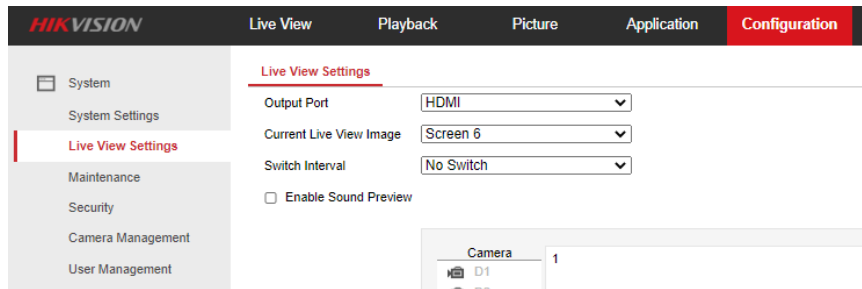 HIKVISION Live View Playback Picture Application Configuration
System
System Settings
Live View Settings
Maintenance
Security
Camera Management
User Management
Live View Settings
Output Port HDMI
Current Live View Image Screen 6
Switch Interval No Switch
Enable Sound Preview
Camera 1
D1